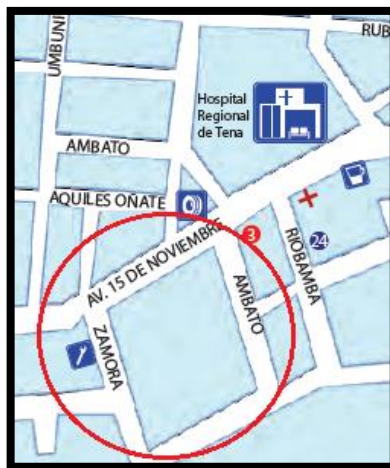 RUB
UMBUNI
Hospital
Regional
de Tena
AMBATO
AQUILES OÑATE
AV. 15 DE NOVIEMBRE
3
24
RIOBAMBA
AMBATO
ZAMORA